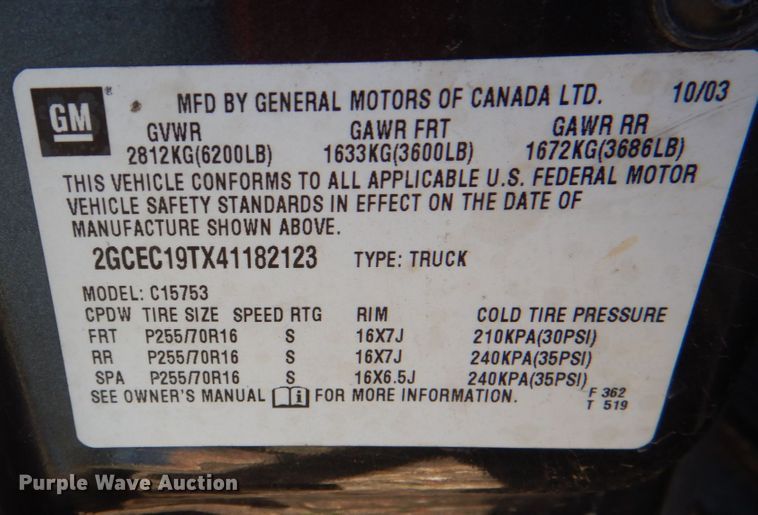 GM
MFD BY GENERAL MOTORS OF CANADA LTD. 10/03
GVWR GAWR FRT GAWR RR
2812KG(6200LB) 1633KG(3600LB) 1672KG(3686LB)
THIS VEHICLE CONFORMS TO ALL APPLICABLE U.S. FEDERAL MOTOR
VEHICLE SAFETY STANDARDS IN EFFECT ON THE DATE OF
MANUFACTURE SHOWN ABOVE.
2GCEC19TX41182123 TYPE: TRUCK
MODEL: C15753
CPDW TIRE SIZE SPEED RTG RIM COLD TIRE PRESSURE
FRT P255/70R16 S 16X7J 210KPA(30PSI)
RR P255/70R16 S 16X7J 240KPA(35PSI)
SPA P255/70R16 S 16X6.5J 240KPA(35PSI)
SEE OWNER'S MANUAL i FOR MORE INFORMATION.
F 362
T 519
Purple Wave Auction